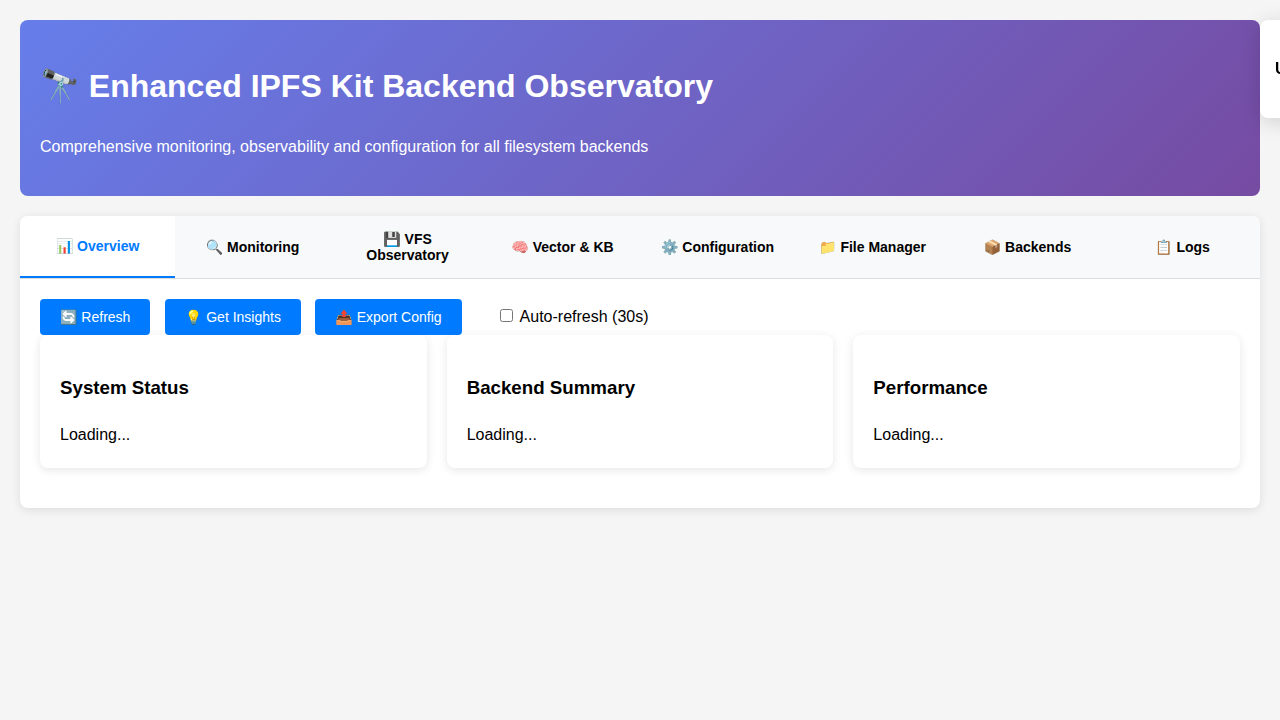 🔭 Enhanced IPFS Kit Backend Observatory
Comprehensive monitoring, observability and configuration for all filesystem backends
📊 Overview
🔍 Monitoring
💾 VFS
Observatory
🧠 Vector & KB
⚙️ Configuration
📁 File Manager
📦 Backends
📋 Logs
🔄 Refresh
💡 Get Insights
📤 Export Config
Auto-refresh (30s)
System Status
Loading...
Backend Summary
Loading...
Performance
Loading...